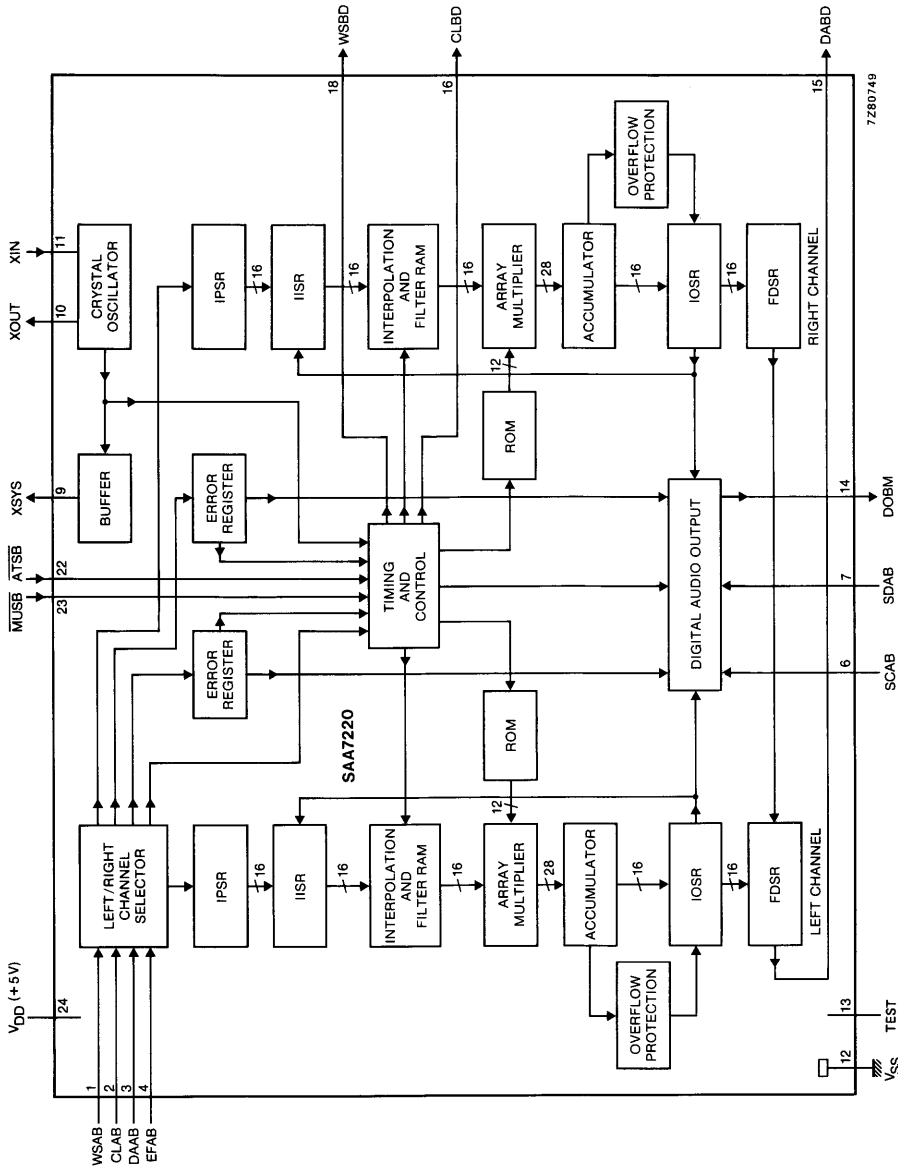 WSBD
18
CLBD
16
DABD
15
7Z80749
XIN
11
XOUT
10
CRYSTAL
OSCILLATOR
XSYS
9
BUFFER
ATSB
22
MUSB
23
ERROR
REGISTER
ERROR
REGISTER
LEFT/RIGHT
CHANNEL
SELECTOR
VDD (+5V)
24
WSAB
1
CLAB
2
DAAB
3
EFAB
4
IPSR
16
IISR
16
INTERPOLATION
AND
FILTER RAM
16
ARRAY
MULTIPLIER
28
ACCUMULATOR
16
OVERFLOW
PROTECTION
IOSR
16
FDSR
RIGHT CHANNEL
12
ROM
TIMING
AND
CONTROL
SAA7220
ROM
12
DIGITAL AUDIO OUTPUT
14
DOBM
7
SDAB
6
SCAB
IPSR
16
IISR
16
INTERPOLATION
AND
FILTER RAM
16
ARRAY
MULTIPLIER
28
ACCUMULATOR
16
OVERFLOW
PROTECTION
IOSR
16
FDSR
LEFT CHANNEL
13
TEST
12
VSS